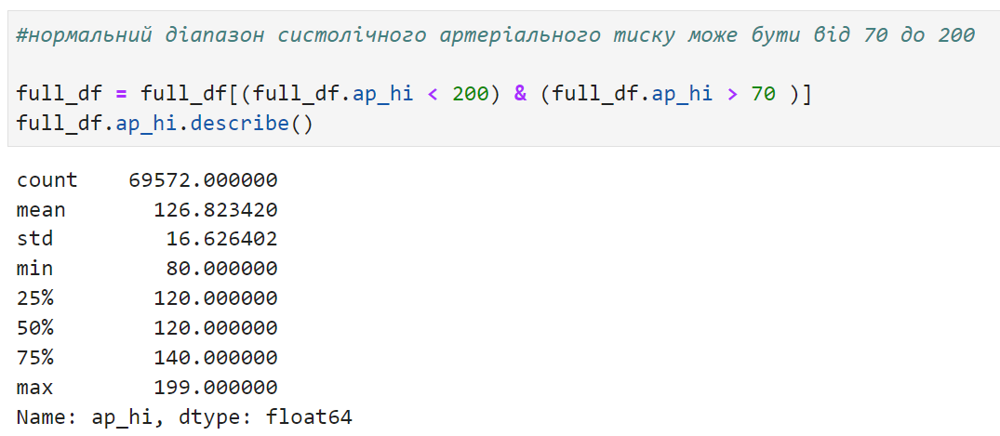 #нормальний діапазон систолічного артеріального тиску може бути від 70 до 200
full_df = full_df[(full_df.ap_hi < 200) & (full_df.ap_hi > 70 )]
full_df.ap_hi.describe()
count    69572.000000
mean       126.823420
std         16.626402
min         80.000000
25%        120.000000
50%        120.000000
75%        140.000000
max        199.000000
Name: ap_hi, dtype: float64